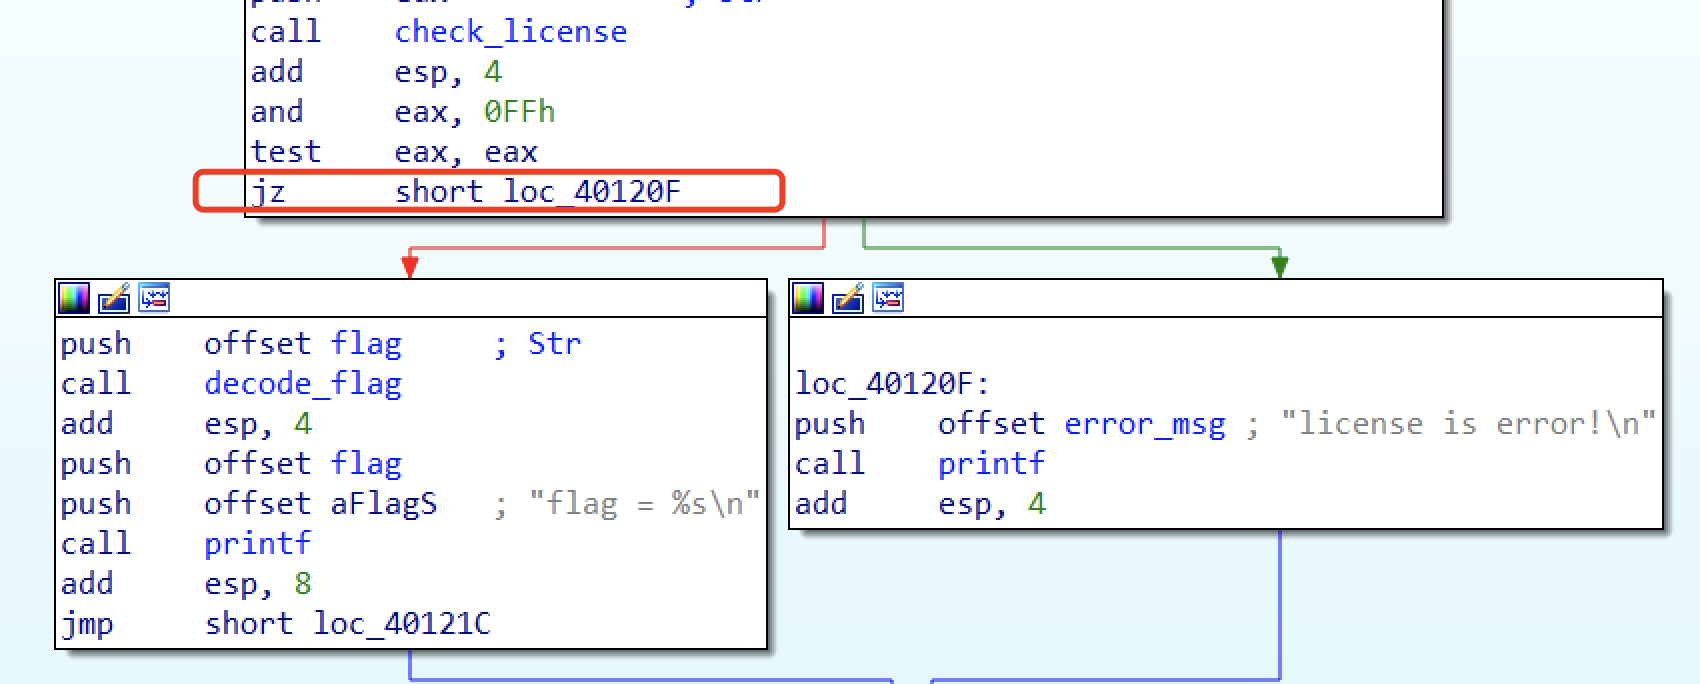 call check_license
add esp, 4
and eax, 0FFh
test eax, eax
jz short loc_40120F
push offset flag ; Str
call decode_flag
add esp, 4
push offset flag
push offset aFlagS ; "flag = %s\n"
call printf
add esp, 8
jmp short loc_40121C
loc_40120F:
push offset error_msg ; "license is error!\n"
call printf
add esp, 4